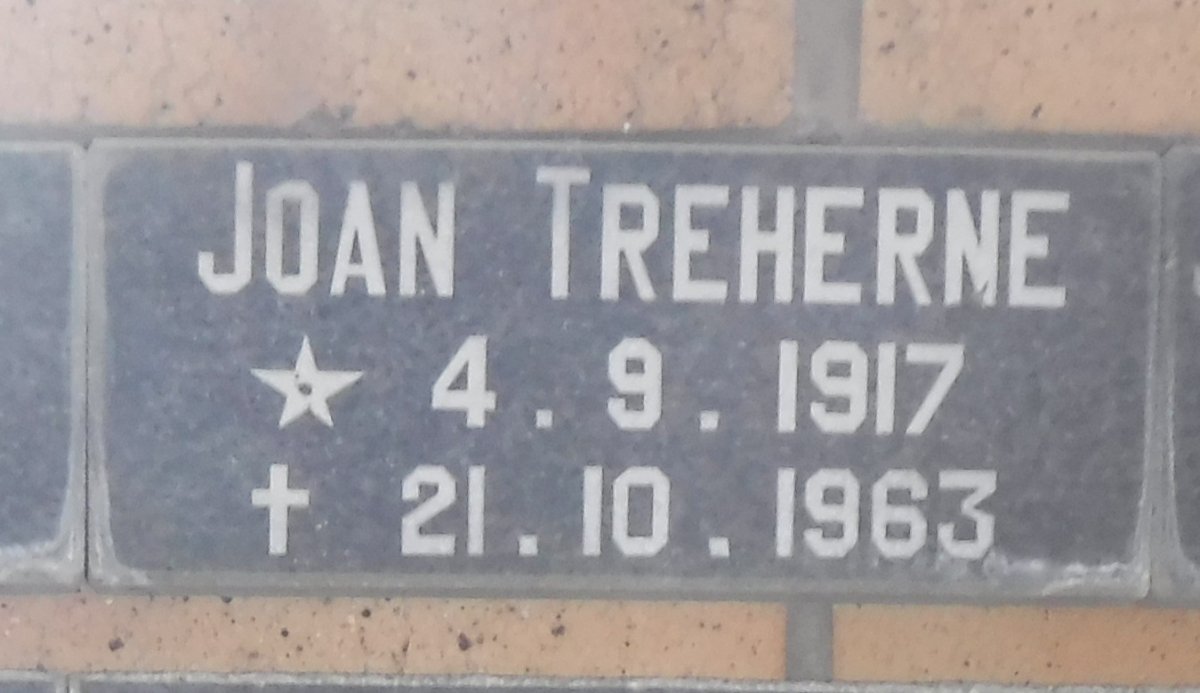 JOAN TREHERNE
★ 4.9.1917
✝ 21.10.1963